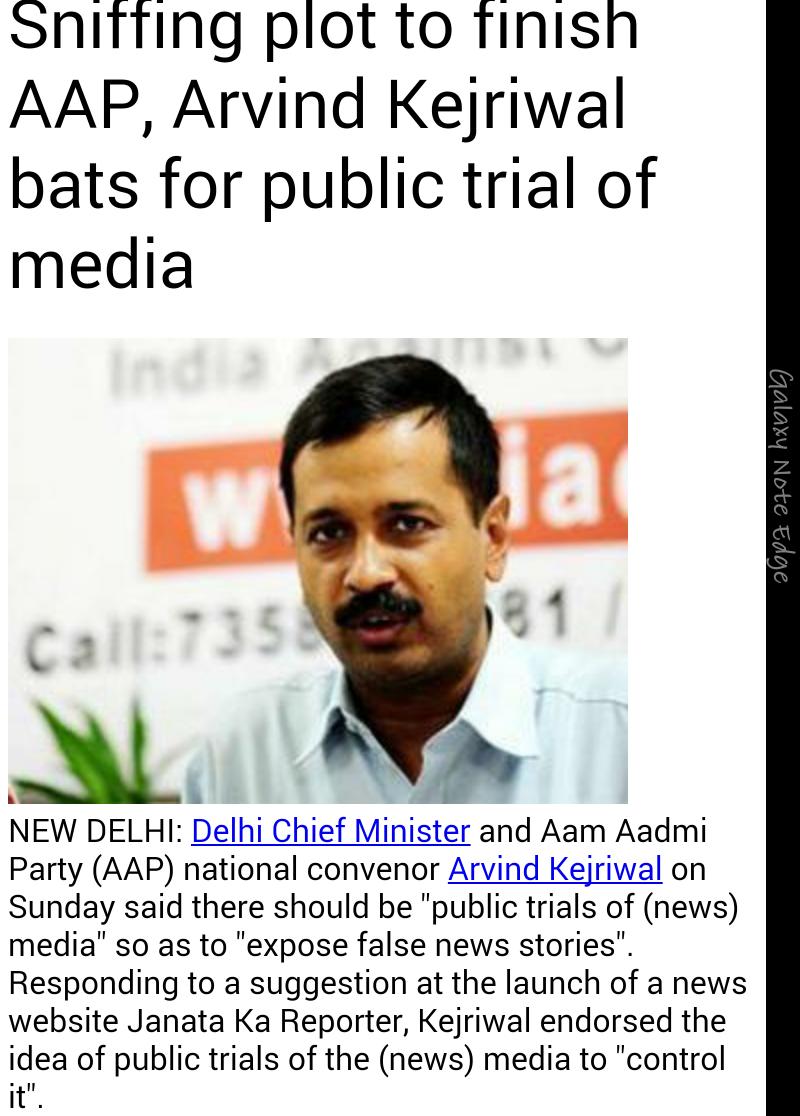 Sniffing plot to finish
AAP, Arvind Kejriwal
bats for public trial of
media
India Against C
w iac
Call:7358 81 /
NEW DELHI: Delhi Chief Minister and Aam Aadmi
Party (AAP) national convenor Arvind Kejriwal on
Sunday said there should be "public trials of (news)
media" so as to "expose false news stories".
Responding to a suggestion at the launch of a news
website Janata Ka Reporter, Kejriwal endorsed the
idea of public trials of the (news) media to "control
it".
Galaxy Note Edge